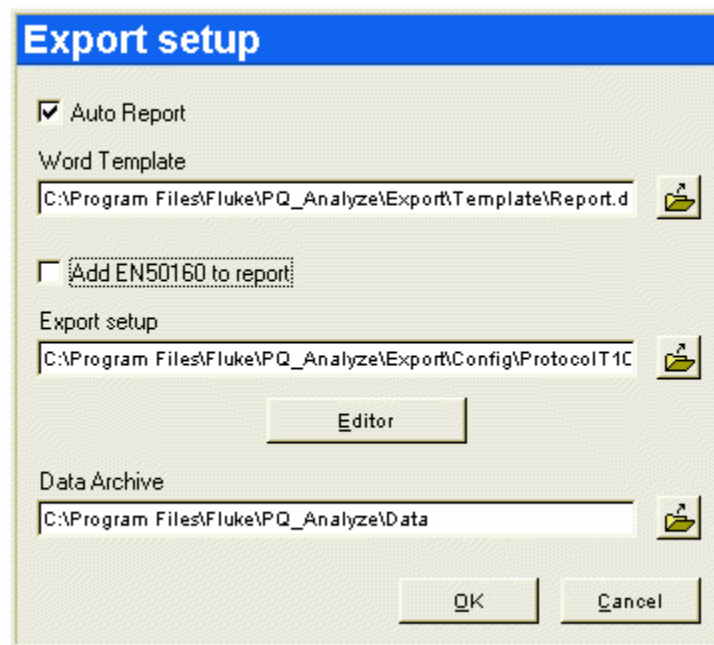 Export setup
Auto Report
Word Template
C:\Program Files\Fluke\PQ_Analyze\Export\Template\Report.d
Add EN50160 to report
Export setup
C:\Program Files\Fluke\PQ_Analyze\Export\Config\ProtocolT1C
Editor
Data Archive
C:\Program Files\Fluke\PQ_Analyze\Data
OK Cancel